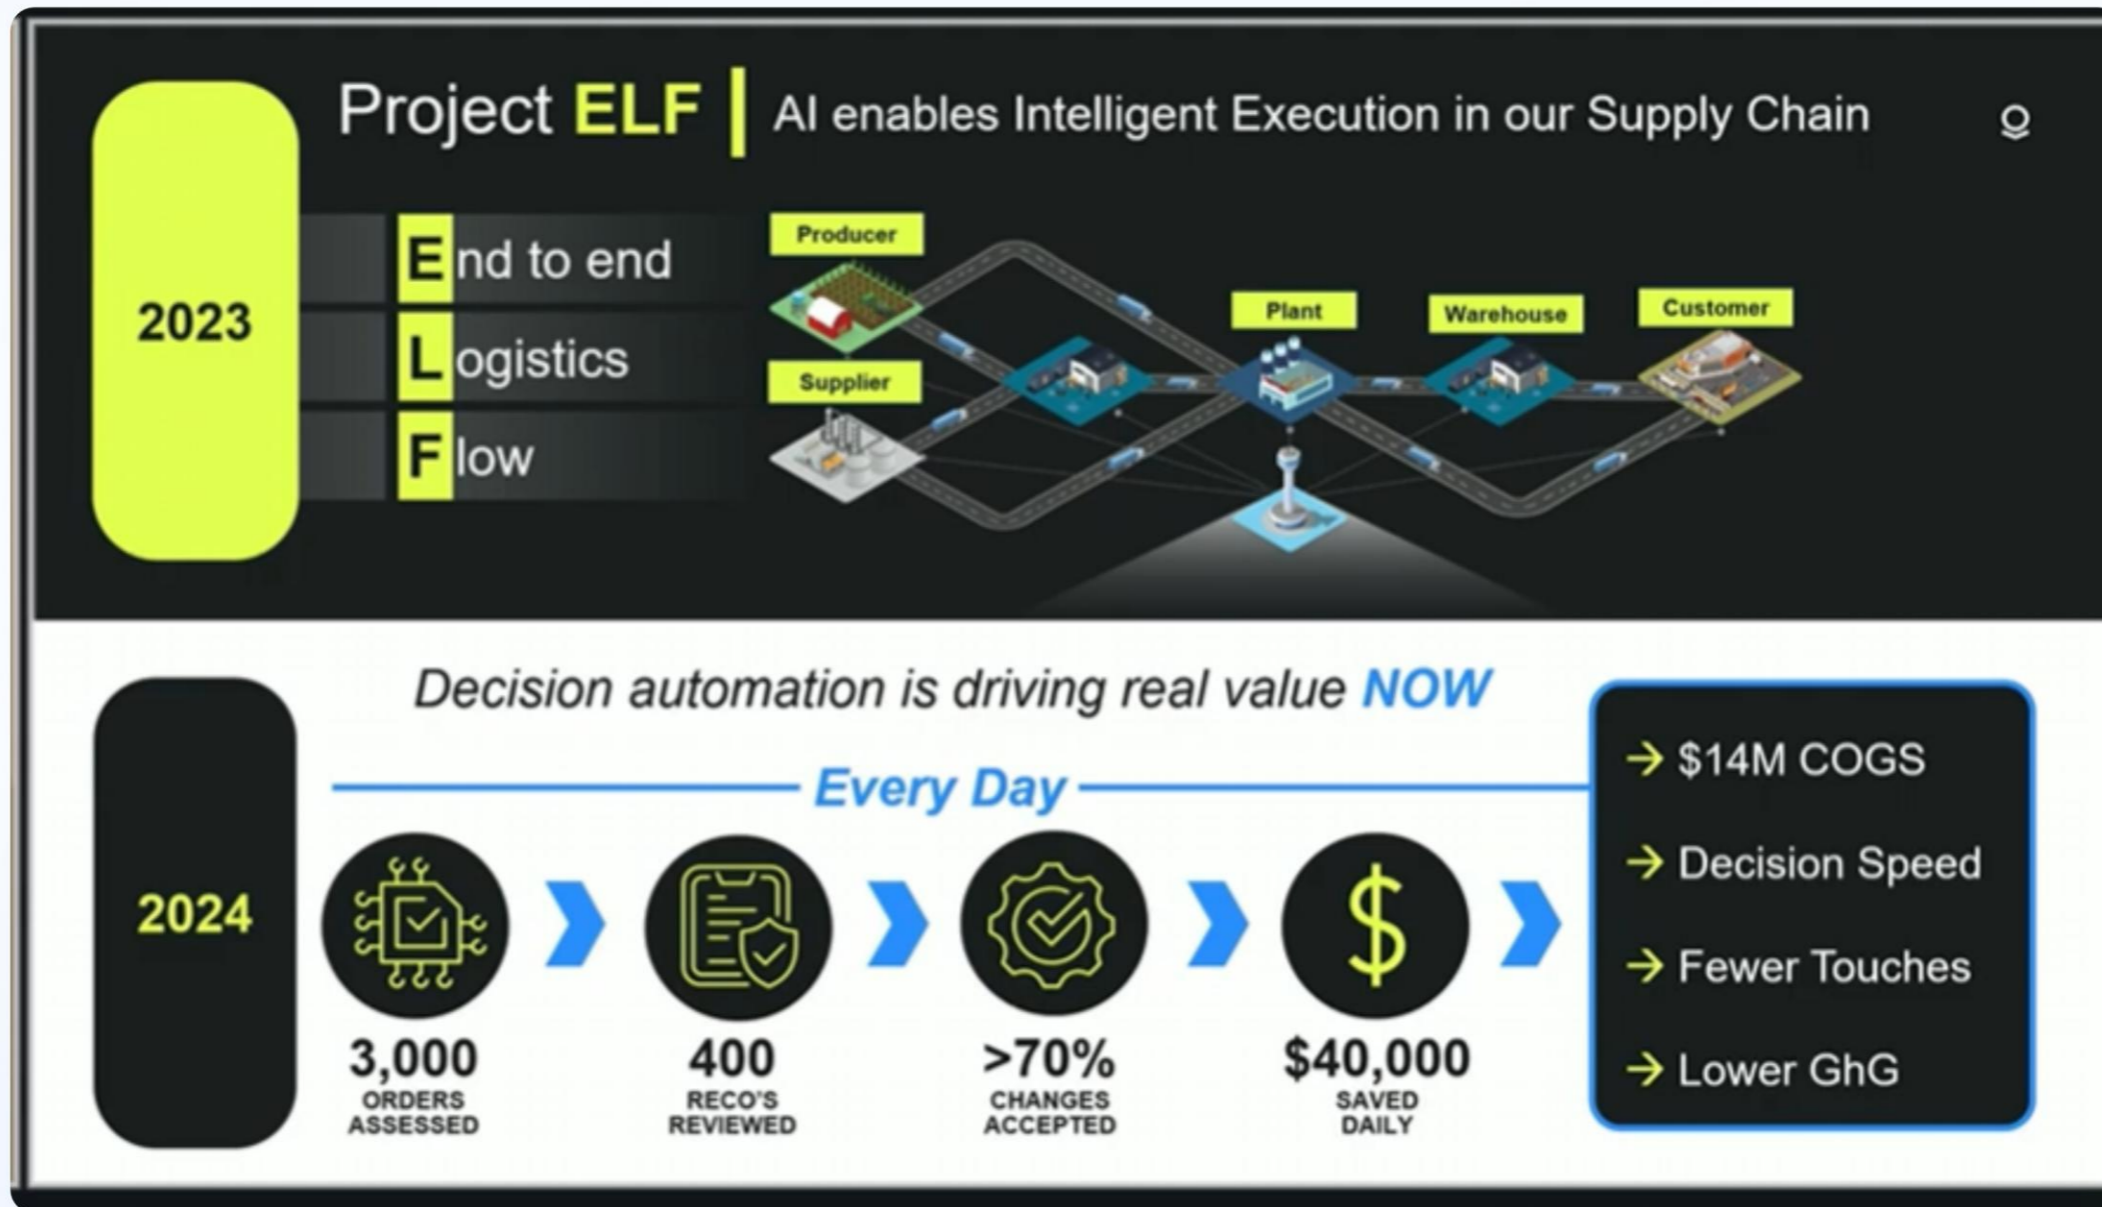 Project ELF | AI enables Intelligent Execution in our Supply Chain
2023
End to end
Logistics
Flow
Producer
Supplier
Plant
Warehouse
Customer
Decision automation is driving real value NOW
Every Day
2024
3,000
ORDERS
ASSESSED
400
RECO'S
REVIEWED
>70%
CHANGES
ACCEPTED
$40,000
SAVED
DAILY
→ $14M COGS
→ Decision Speed
→ Fewer Touches
→ Lower GhG